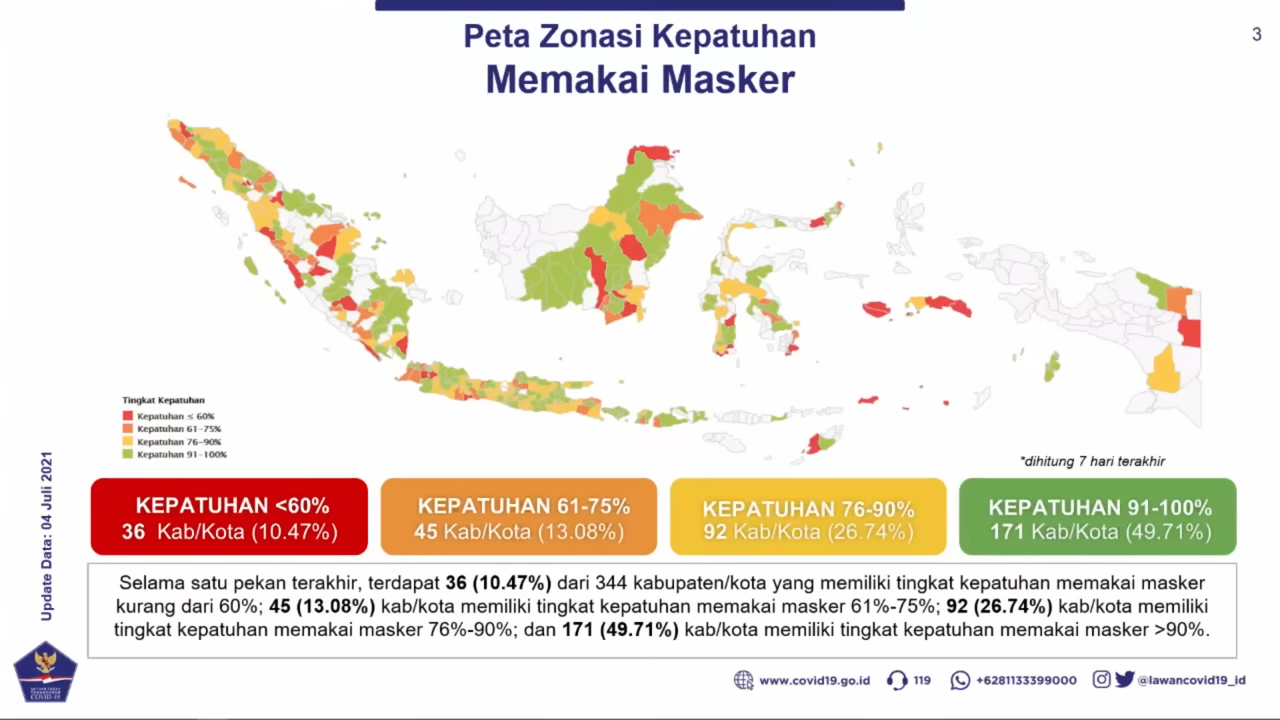 Peta Zonasi Kepatuhan
Memakai Masker
3
Tingkat Kepatuhan
Kepatuhan ≤ 60%
Kepatuhan 61-75%
Kepatuhan 76-90%
Kepatuhan 91-100%
*dihitung 7 hari terakhir
Update Data: 04 Juli 2021
KEPATUHAN <60%
36 Kab/Kota (10.47%)
KEPATUHAN 61-75%
45 Kab/Kota (13.08%)
KEPATUHAN 76-90%
92 Kab/Kota (26.74%)
KEPATUHAN 91-100%
171 Kab/Kota (49.71%)
Selama satu pekan terakhir, terdapat 36 (10.47%) dari 344 kabupaten/kota yang memiliki tingkat kepatuhan memakai masker
kurang dari 60%; 45 (13.08%) kab/kota memiliki tingkat kepatuhan memakai masker 61%-75%; 92 (26.74%) kab/kota memiliki
tingkat kepatuhan memakai masker 76%-90%; dan 171 (49.71%) kab/kota memiliki tingkat kepatuhan memakai masker >90%.
SATUAN TUGAS
PENANGANAN
COVID-19
www.covid19.go.id
119
+6281133399000
@lawancovid19_id